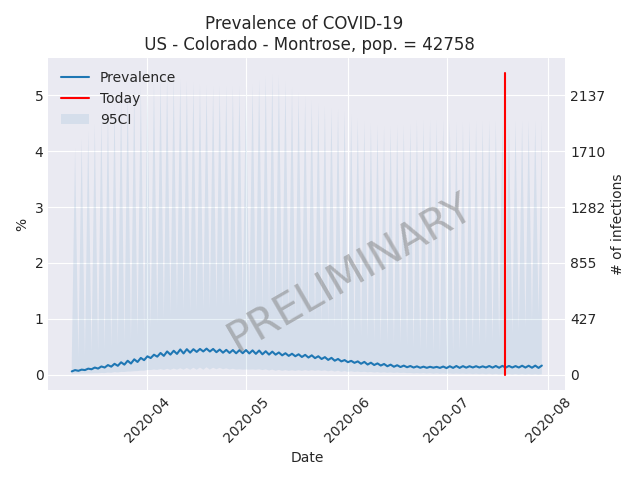 Prevalence of COVID-19
US - Colorado - Montrose, pop. = 42758
Prevalence
Today
95CI
5
4
3
2
1
0
%
2137
1710
1282
855
427
0
# of infections
PRELIMINARY
2020-04
2020-05
2020-06
2020-07
2020-08
Date